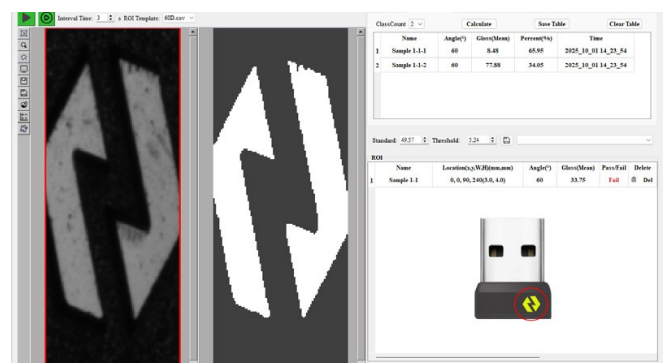 Interval Time: 3 s ROI Template: 60D.csv
ClassCount 2 Calculate Save Table Clear Table
Name Angle(°) Gloss(Mean) Percent(%) Time
1 Sample 1-1-1 60 8.48 65.95 2025_10_01 14_23_54
2 Sample 1-1-2 60 77.88 34.05 2025_10_01 14_23_54
Standard: 49.57 Threshold: 5.24
ROI
Name Location(x,y,W,H)(mm,mm) Angle(°) Gloss(Mean) Pass/Fail Delete
1 Sample 1-1 0, 0, 90, 240(3.0, 4.0) 60 33.75 Fail Del